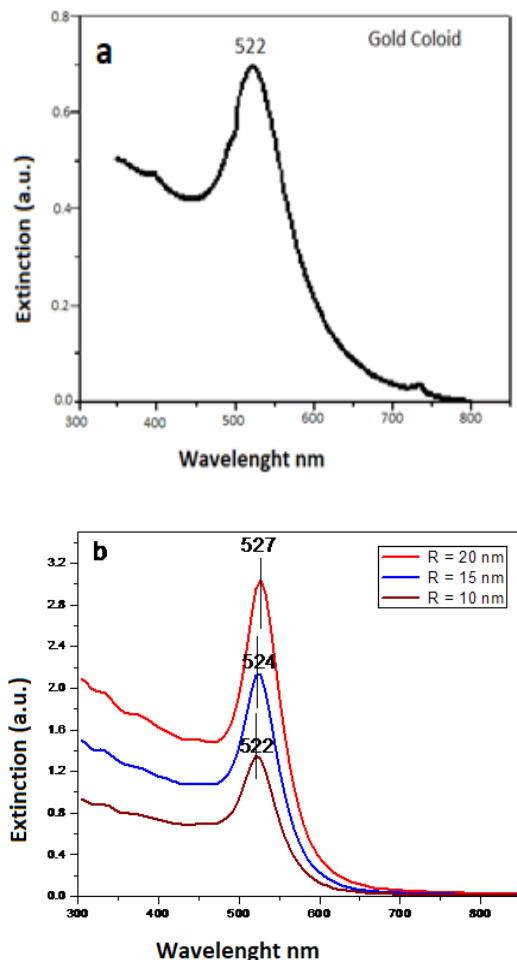 a
522
Gold Coloid
Extinction (a.u.)
0.8
0.6
0.4
0.2
0.0
300 400 500 600 700 800
Wavelenght nm
b
527
524
522
R = 20 nm
R = 15 nm
R = 10 nm
Extinction (a.u.)
3.2
2.8
2.4
2.0
1.6
1.2
0.8
0.4
0.0
300 400 500 600 700 800
Wavelenght nm